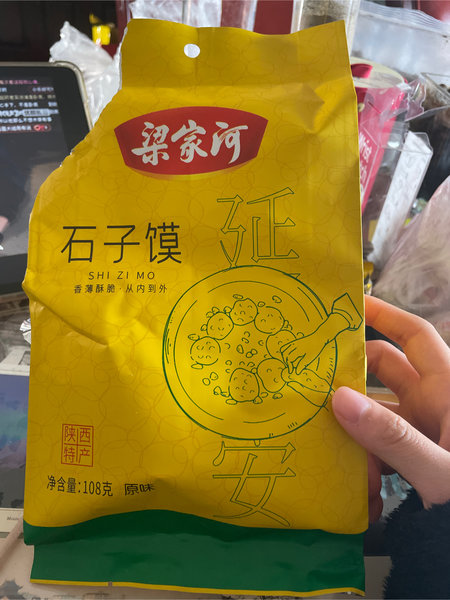 梁家河
延安
石子馍
SHI ZI MO
香薄酥脆·从内到外
陕西
特产
净含量:108克 原味